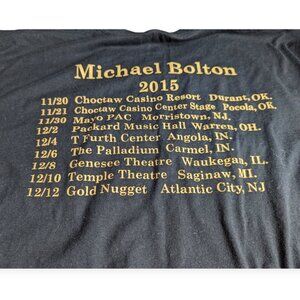 Michael Bolton
2015
11/20 Choctaw Casino Resort Durant, OK.
11/21 Choctaw Casino Center Stage Pocola, OK.
11/30 Mayo PAC Morristown, NJ.
12/2 Packard Music Hall Warren, OH.
12/4 T Furth Center Angola, IN.
12/6 The Palladium Carmel, IN.
12/8 Genesee Theatre Waukegan, IL.
12/10 Temple Theatre Saginaw, MI.
12/12 Gold Nugget Atlantic City, NJ